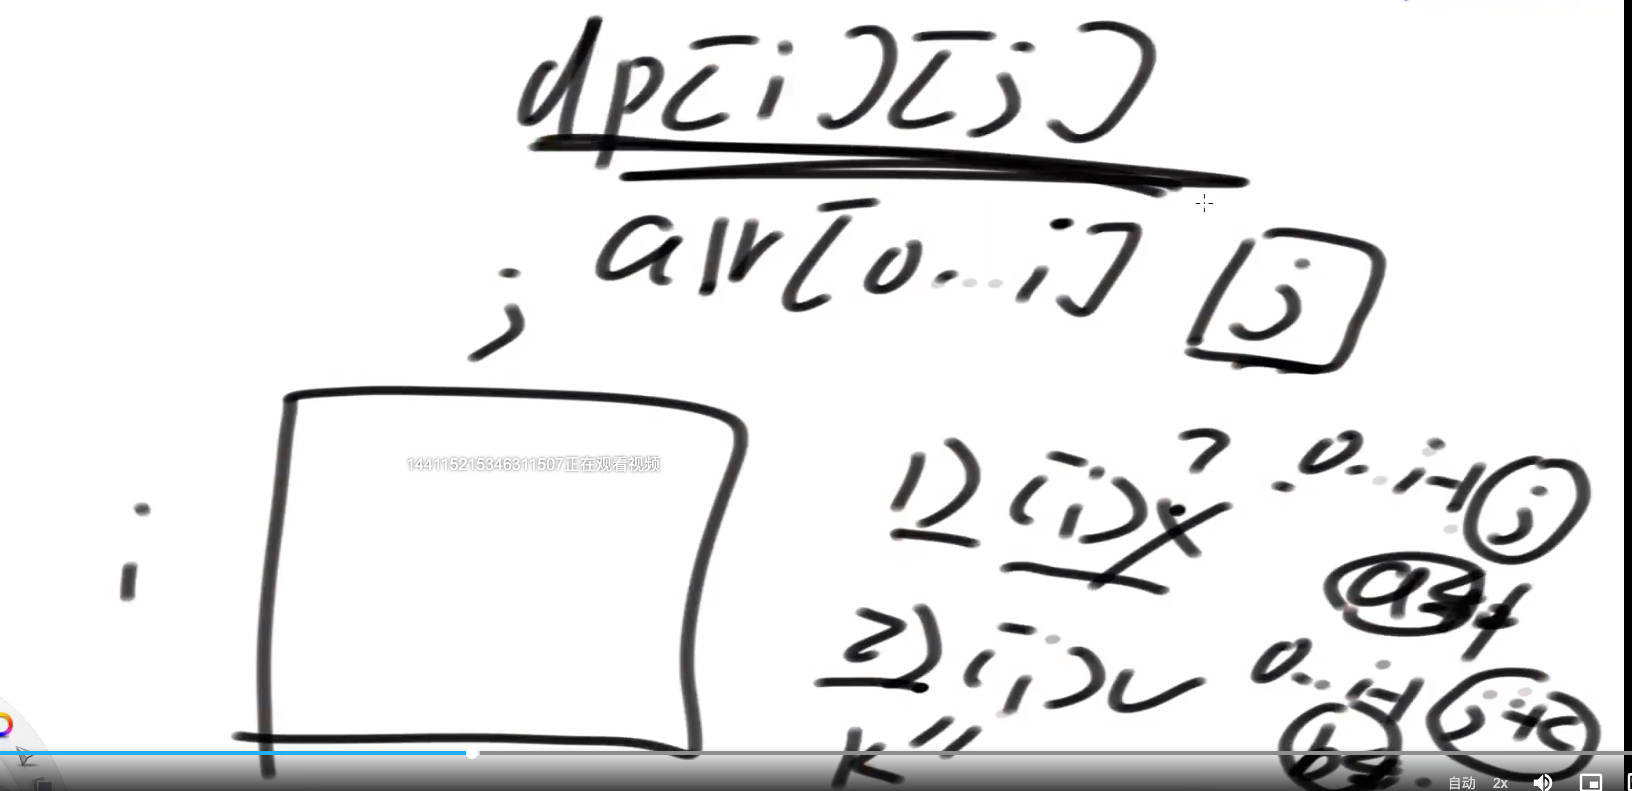 dp[i][j]
arr[0...i] j
j
144115215346311507正在观看视频
i
1) (i) x ? 0...i-1 j
a
2) (i) 0...i-1
k
b
自动 2x